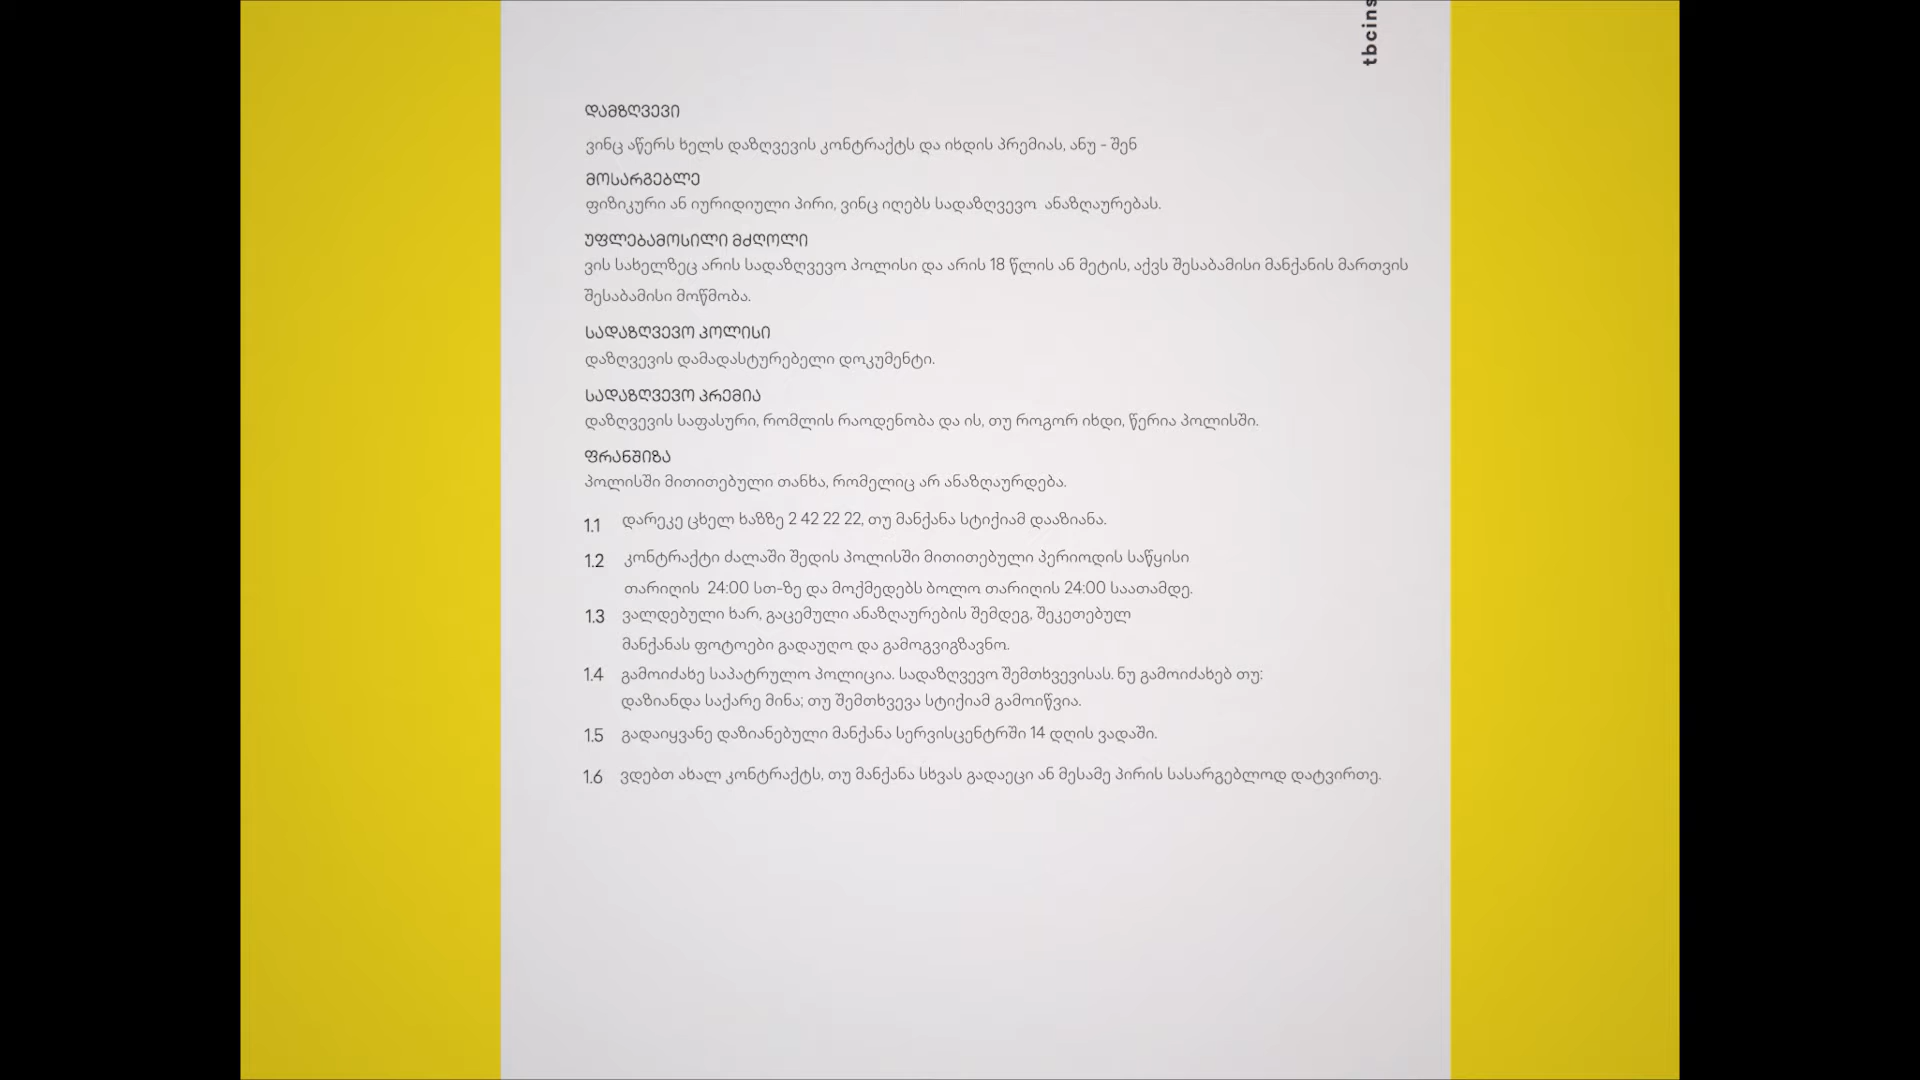 tbcins
დამზღვევი
ვინც აწერს ხელს დაზღვევის კონტრაქტს და იხდის პრემიას, ანუ - შენ
მოსარგებლე
ფიზიკური ან იურიდიული პირი, ვინც იღებს სადაზღვევო ანაზღაურებას.
უფლებამოსილი მძღოლი
ვის სახელზეც არის სადაზღვევო პოლისი და არის 18 წლის ან მეტის, აქვს შესაბამისი მანქანის მართვის
შესაბამისი მოწმობა.
სადაზღვევო პოლისი
დაზღვევის დამადასტურებელი დოკუმენტი.
სადაზღვევო პრემია
დაზღვევის საფასური, რომლის რაოდენობა და ის, თუ როგორ იხდი, წერია პოლისში.
ფრანშიზა
პოლისში მითითებული თანხა, რომელიც არ ანაზღაურდება.
1.1 დარეკე ცხელ ხაზზე 2 42 22 22, თუ მანქანა სტიქიამ დააზიანა.
1.2 კონტრაქტი ძალაში შედის პოლისში მითითებული პერიოდის საწყისი
თარიღის 24:00 სთ-ზე და მოქმედებს ბოლო თარიღის 24:00 საათამდე.
1.3 ვალდებული ხარ, გაცემული ანაზღაურების შემდეგ, შეკეთებულ
მანქანას ფოტოები გადაუღო და გამოგვიგზავნო.
1.4 გამოიძახე საპატრულო პოლიცია. სადაზღვევო შემთხვევისას. ნუ გამოიძახებ თუ:
დაზიანდა საქარე მინა; თუ შემთხვევა სტიქიამ გამოიწვია.
1.5 გადაიყვანე დაზიანებული მანქანა სერვისცენტრში 14 დღის ვადაში.
1.6 ვდებთ ახალ კონტრაქტს, თუ მანქანა სხვას გადაეცი ან მესამე პირის სასარგებლოდ დატვირთე.